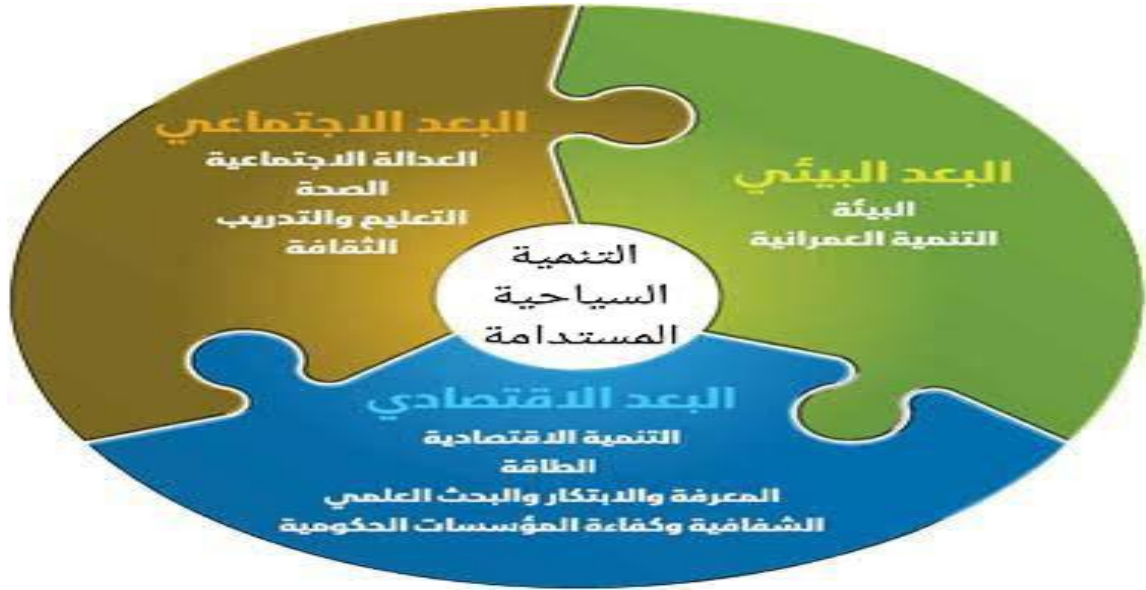 البعد الاجتماعي
العدالة الاجتماعية
الصحة
التعليم والتدريب
الثقافة
البعد البيئي
البيئة
التنمية العمرانية
التنمية
السياحية
المستدامة
البعد الاقتصادي
التنمية الاقتصادية
الطاقة
المعرفة والابتكار والبحث العلمي
الشفافية وكفاءة المؤسسات الحكومية